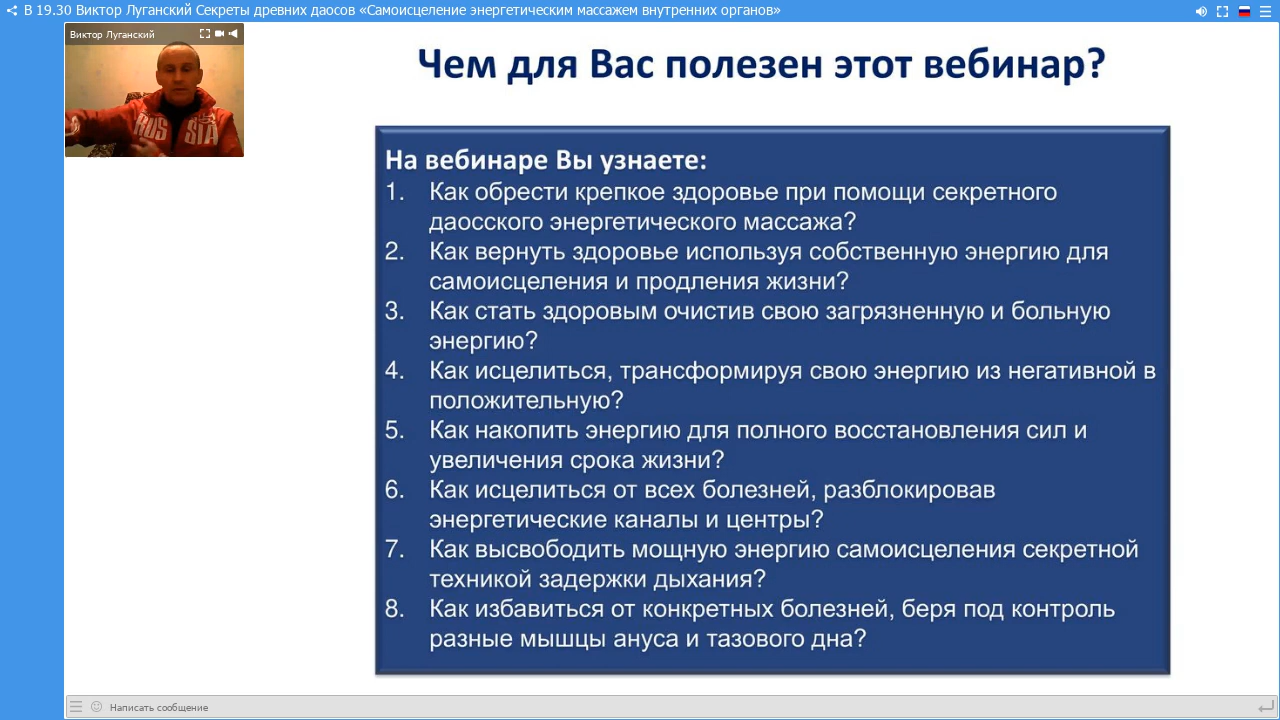 В 19.30 Виктор Луганский Секреты древних даосов «Самоисцеление энергетическим массажем внутренних органов»
Виктор Луганский
RUS SIA
Чем для Вас полезен этот вебинар?
На вебинаре Вы узнаете:
1. Как обрести крепкое здоровье при помощи секретного
даосского энергетического массажа?
2. Как вернуть здоровье используя собственную энергию для
самоисцеления и продления жизни?
3. Как стать здоровым очистив свою загрязненную и больную
энергию?
4. Как исцелиться, трансформируя свою энергию из негативной в
положительную?
5. Как накопить энергию для полного восстановления сил и
увеличения срока жизни?
6. Как исцелиться от всех болезней, разблокировав
энергетические каналы и центры?
7. Как высвободить мощную энергию самоисцеления секретной
техникой задержки дыхания?
8. Как избавиться от конкретных болезней, беря под контроль
разные мышцы ануса и тазового дна?
Написать сообщение